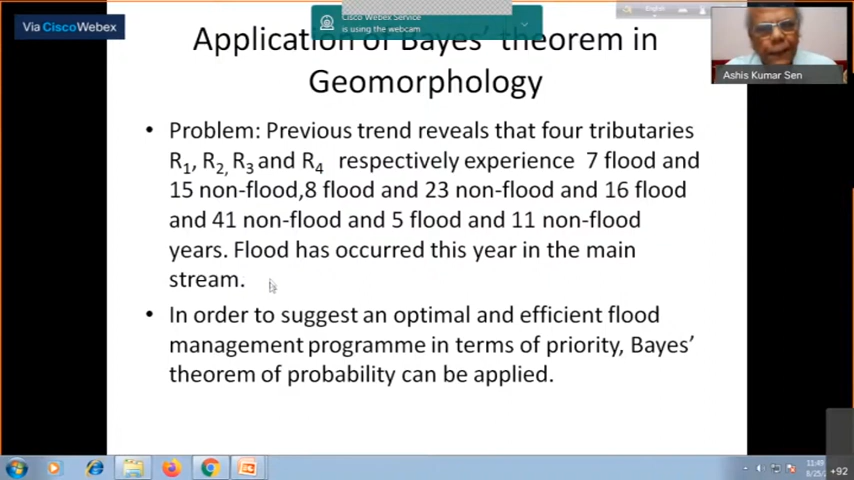 Via Cisco Webex
Cisco Webex Service
is using the webcam
English
Application of Bayes' theorem in
Geomorphology
Ashis Kumar Sen
• Problem: Previous trend reveals that four tributaries
R1, R2, R3 and R4 respectively experience 7 flood and
15 non-flood,8 flood and 23 non-flood and 16 flood
and 41 non-flood and 5 flood and 11 non-flood
years. Flood has occurred this year in the main
stream.
• In order to suggest an optimal and efficient flood
management programme in terms of priority, Bayes'
theorem of probability can be applied.
+92